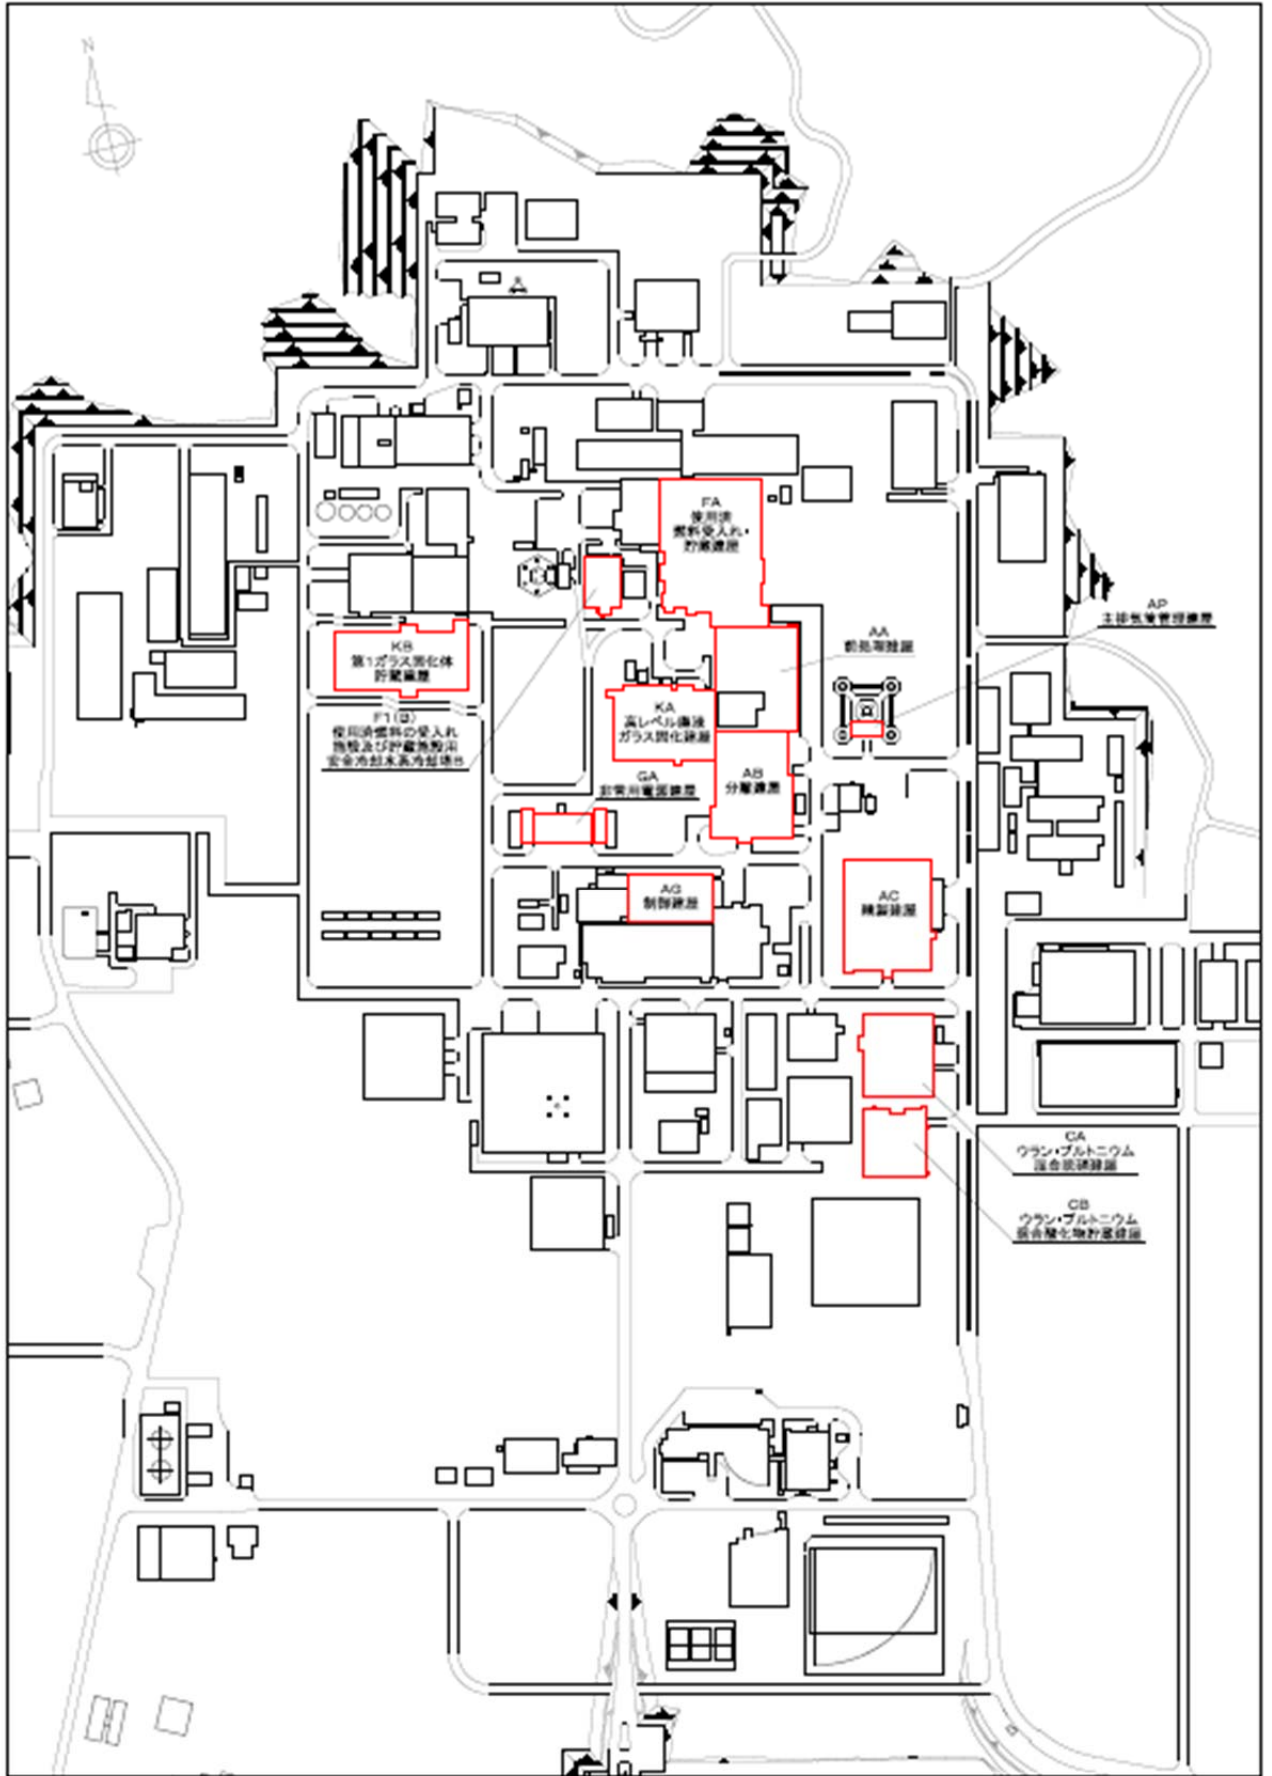 N
FA
使用済
燃料受入れ・
貯蔵建屋
AP
主排気筒管理建屋
AA
前処理建屋
KB
第1ガラス固化体
貯蔵建屋
KA
高レベル廃液
ガラス固化建屋
F1(B)
使用済燃料の受入れ
施設及び貯蔵施設用
安全冷却水系冷却塔B
GA
非常用電源建屋
AB
分離建屋
AG
制御建屋
AC
精製建屋
CA
ウラン・プルトニウム
混合脱硝建屋
CB
ウラン・プルトニウム
混合酸化物貯蔵建屋